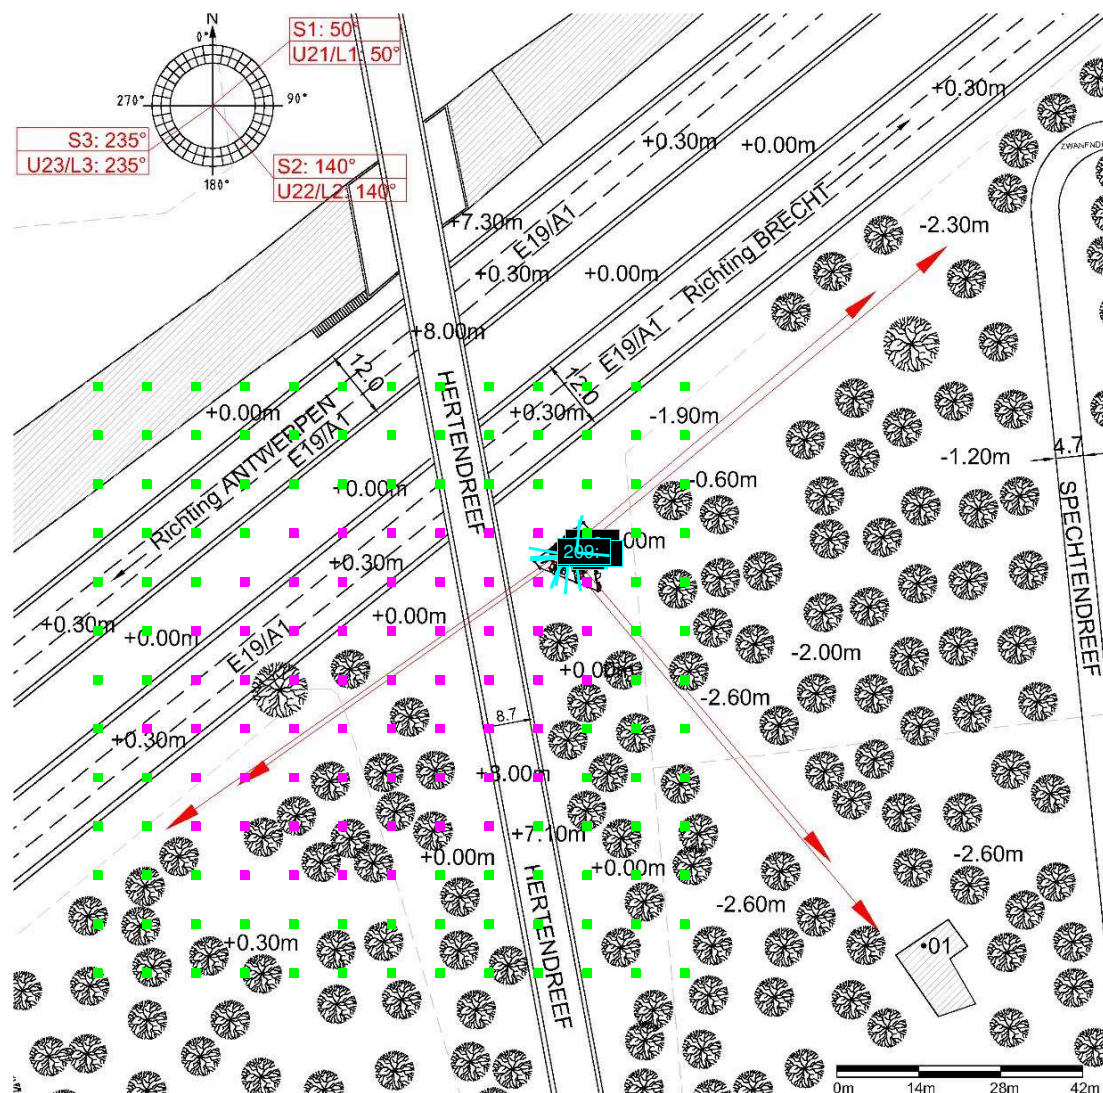 N
0°
S1: 50°
U21/L1: 50°
270°
90°
S3: 235°
U23/L3: 235°
S2: 140°
U22/L2: 140°
180°
+0.30m
+0.30m
+0.00m
ZWANENDR
+7.30m
E19/A1
Richting BRECHT
-2.30m
+0.30m
+0.00m
+8.00m
E19/A1
12.0
12.0
HERTENDREEF
+0.00m
+0.30m
-1.90m
Richting ANTWERPEN
E19/A1
4.7
-1.20m
+0.00m
-0.60m
SPECHTENDREEF
00m
209:
+0.30m
+0.00m
+0.30m
+0.00m
E19/A1
-2.00m
+0.00m
-2.60m
8.7
+0.30m
+8.00m
+7.10m
+0.00m
+0.00m
-2.60m
HERTENDREEF
-2.60m
+0.30m
01
0m
14m
28m
42m